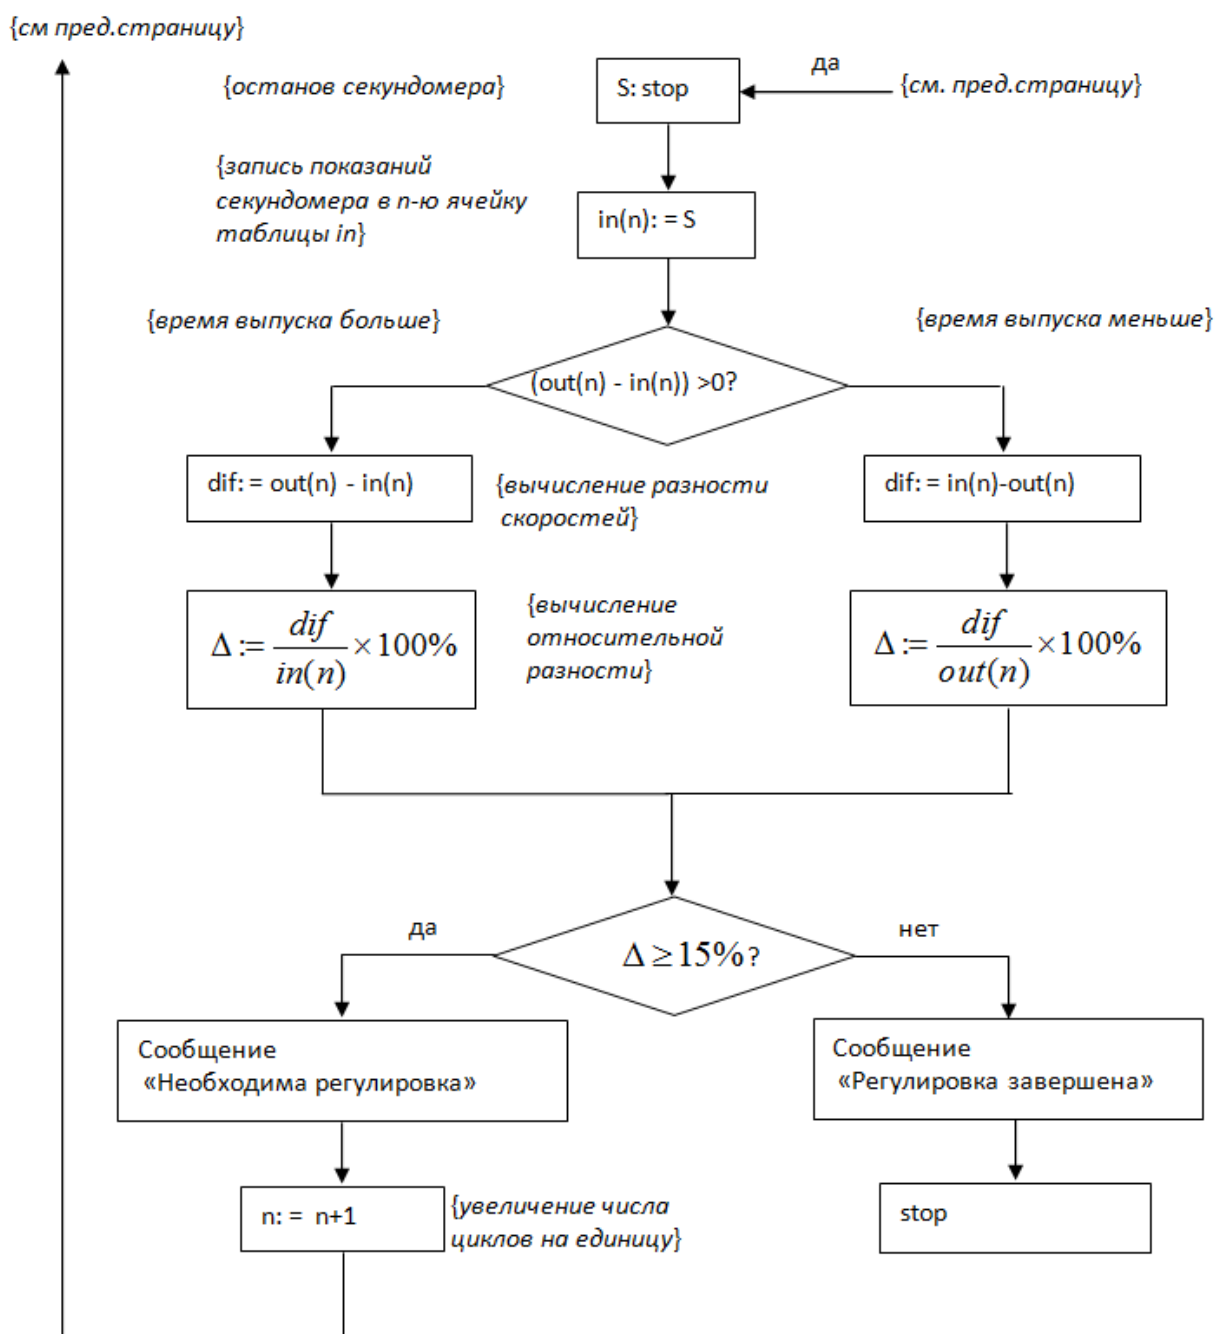 {см пред.страницу}
да
{останов секундомера}
S: stop
{см. пред.страницу}
{запись показаний
секундомера в n-ю ячейку
таблицы in}
in(n): = S
{время выпуска больше}
{время выпуска меньше}
(out(n) - in(n)) >0?
dif: = out(n) - in(n)
{вычисление разности
скоростей}
dif: = in(n)-out(n)
Δ := dif / in(n) × 100%
{вычисление
относительной
разности}
Δ := dif / out(n) × 100%
да
нет
Δ ≥ 15%?
Сообщение
«Необходима регулировка»
Сообщение
«Регулировка завершена»
n: = n+1
{увеличение числа
циклов на единицу}
stop